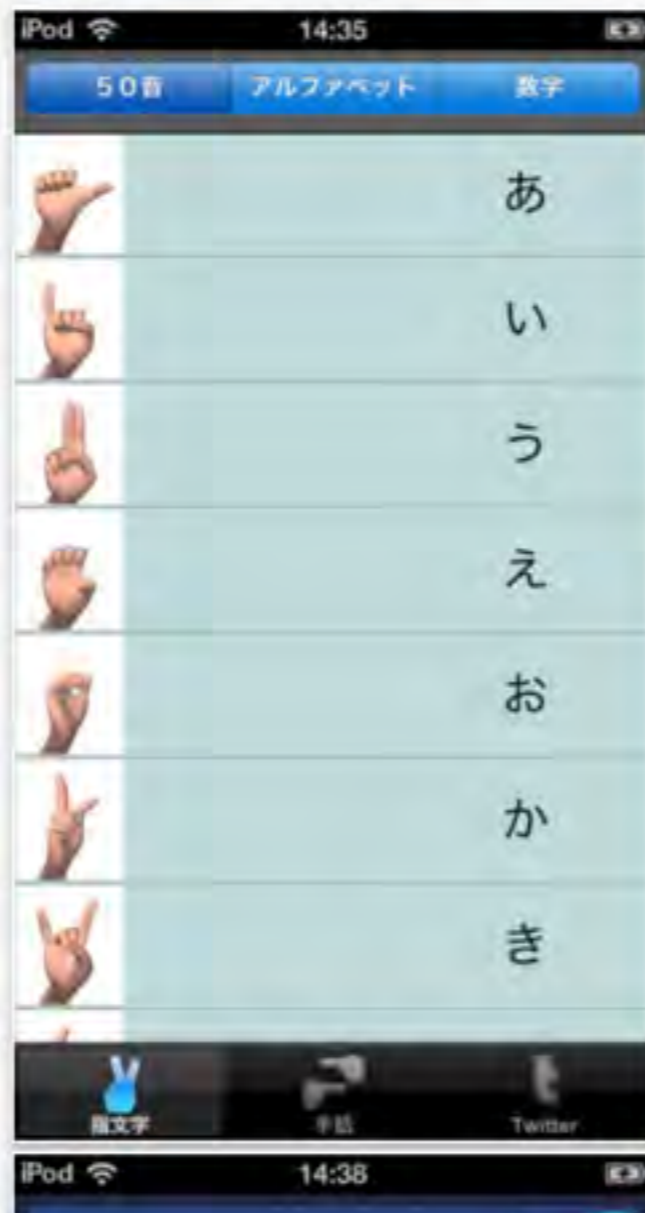 iPod 14:35
50音 アルファベット 数字
あ
い
う
え
お
か
き
指文字 手話 Twitter
iPod 14:38